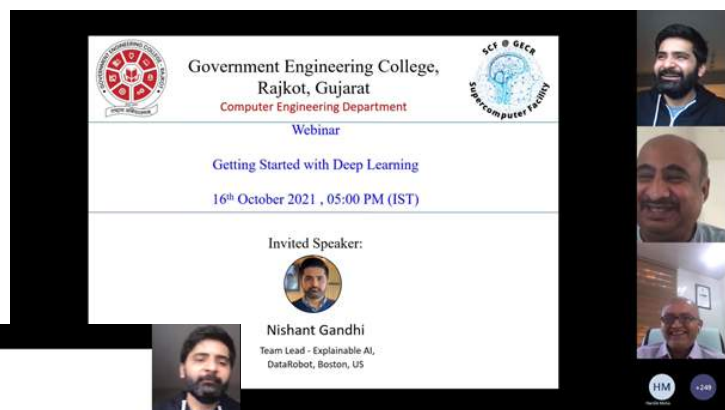 SCF @ GECR
Supercomputer Facility
Government Engineering College,
Rajkot, Gujarat
Computer Engineering Department
Webinar
Getting Started with Deep Learning
16th October 2021 , 05:00 PM (IST)
Invited Speaker:
Nishant Gandhi
Team Lead - Explainable AI,
DataRobot, Boston, US
HM
+249